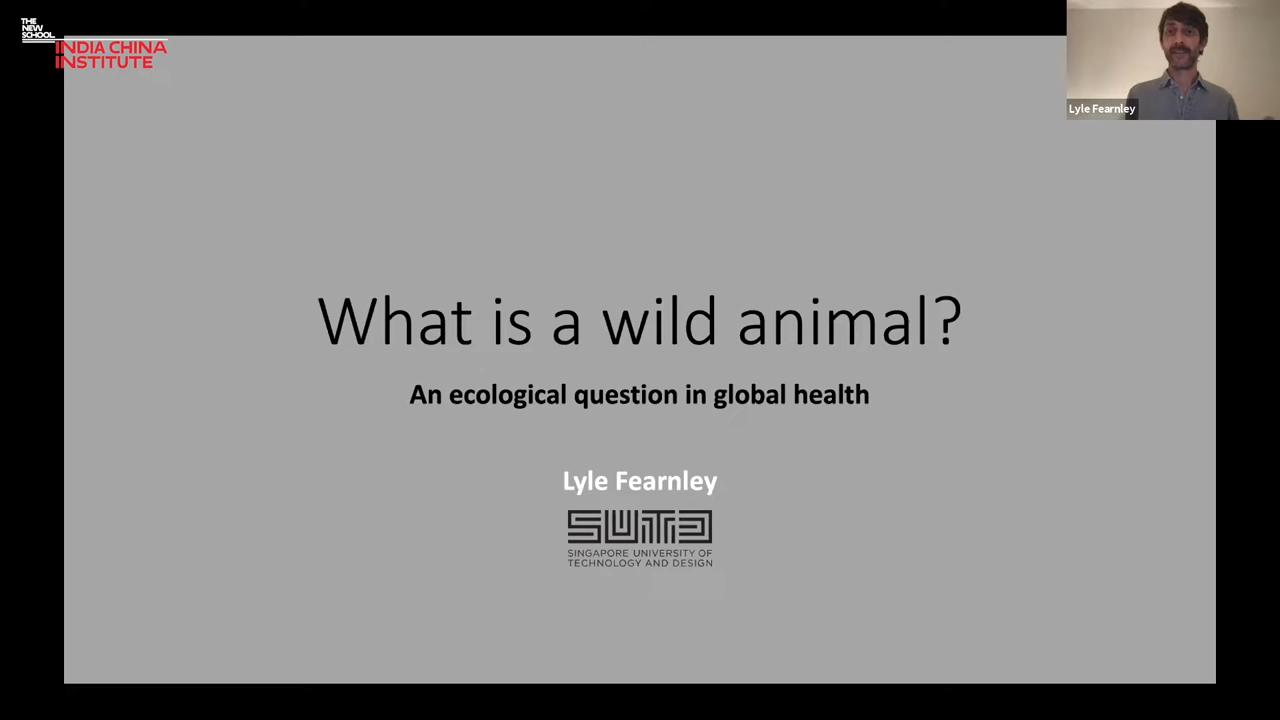 THE
NEW
SCHOOL
INDIA CHINA
INSTITUTE
Lyle Fearnley
What is a wild animal?
An ecological question in global health
Lyle Fearnley
SUTD
SINGAPORE UNIVERSITY OF
TECHNOLOGY AND DESIGN